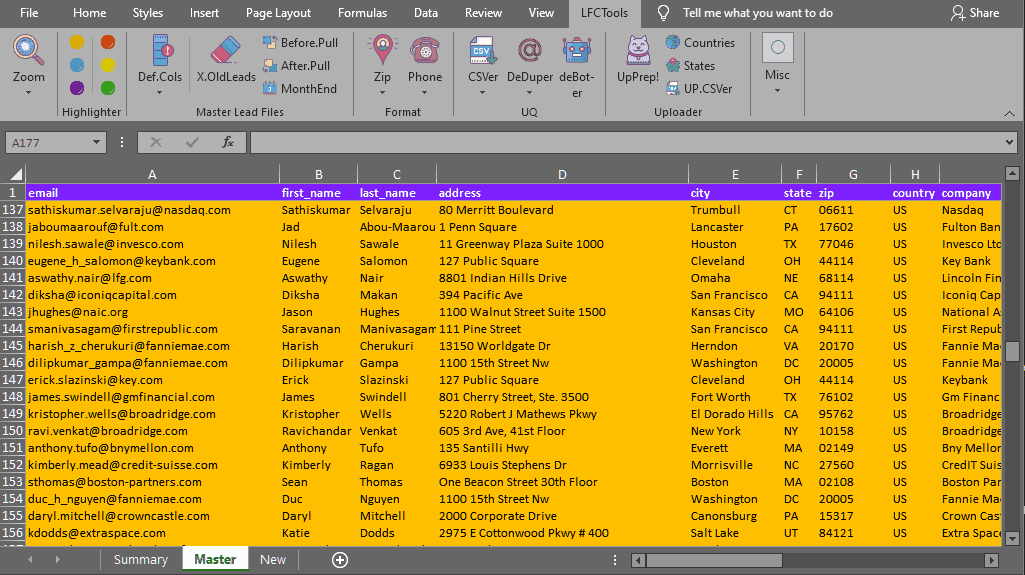 File Home Styles Insert Page Layout Formulas Data Review View LFCTools Tell me what you want to do Share
Zoom
Highlighter
Def.Cols X.OldLeads Before.Pull After.Pull MonthEnd
Master Lead Files
Zip Phone
Format
CSVer DeDuper deBot-
er
UQ
UpPrep! Countries States UP.CSVer
Uploader
Misc
A177 fx
A B C D E F G H
1 email first_name last_name address city state zip country company
137 sathiskumar.selvaraju@nasdaq.com Sathiskumar Selvaraju 80 Merritt Boulevard Trumbull CT 06611 US Nasdaq
138 jaboumaarouf@fult.com Jad Abou-Maarou 1 Penn Square Lancaster PA 17602 US Fulton Ban
139 nilesh.sawale@invesco.com Nilesh Sawale 11 Greenway Plaza Suite 1000 Houston TX 77046 US Invesco Ltd
140 eugene_h_salomon@keybank.com Eugene Salomon 127 Public Square Cleveland OH 44114 US Key Bank
141 aswathy.nair@lfg.com Aswathy Nair 8801 Indian Hills Drive Omaha NE 68114 US Lincoln Fin
142 diksha@iconiqcapital.com Diksha Makan 394 Pacific Ave San Francisco CA 94111 US Iconiq Cap
143 jhughes@naic.org Jason Hughes 1100 Walnut Street Suite 1500 Kansas City MO 64106 US National A
144 smanivasagam@firstrepublic.com Saravanan Manivasagam 111 Pine Street San Francisco CA 94111 US First Repub
145 harish_z_cherukuri@fanniemae.com Harish Cherukuri 13150 Worldgate Dr Herndon VA 20170 US Fannie Mae
146 dilipkumar_gampa@fanniemae.com Dilipkumar Gampa 1100 15th Street Nw Washington DC 20005 US Fannie Mae
147 erick.slazinski@key.com Erick Slazinski 127 Public Square Cleveland OH 44114 US Keybank
148 james.swindell@gmfinancial.com James Swindell 801 Cherry Street, Ste. 3500 Fort Worth TX 76102 US Gm Financ
149 kristopher.wells@broadridge.com Kristopher Wells 5220 Robert J Mathews Pkwy El Dorado Hills CA 95762 US Broadridge
150 ravi.venkat@broadridge.com Ravichandar Venkat 605 3rd Ave, 41st Floor New York NY 10158 US Broadridge
151 anthony.tufo@bnymellon.com Anthony Tufo 135 Santilli Hwy Everett MA 02149 US Bny Mellon
152 kimberly.mead@credit-suisse.com Kimberly Ragan 6933 Louis Stephens Dr Morrisville NC 27560 US CredIT Suis
153 sthomas@boston-partners.com Sean Thomas One Beacon Street 30th Floor Boston MA 02108 US Boston Par
154 duc_h_nguyen@fanniemae.com Duc Nguyen 1100 15th Street Nw Washington DC 20005 US Fannie Mae
155 daryl.mitchell@crowncastle.com Daryl Mitchell 2000 Corporate Drive Canonsburg PA 15317 US Crown Cast
156 kdodds@extraspace.com Katie Dodds 2975 E Cottonwood Pkwy # 400 Salt Lake UT 84121 US Extra Space
Summary Master New